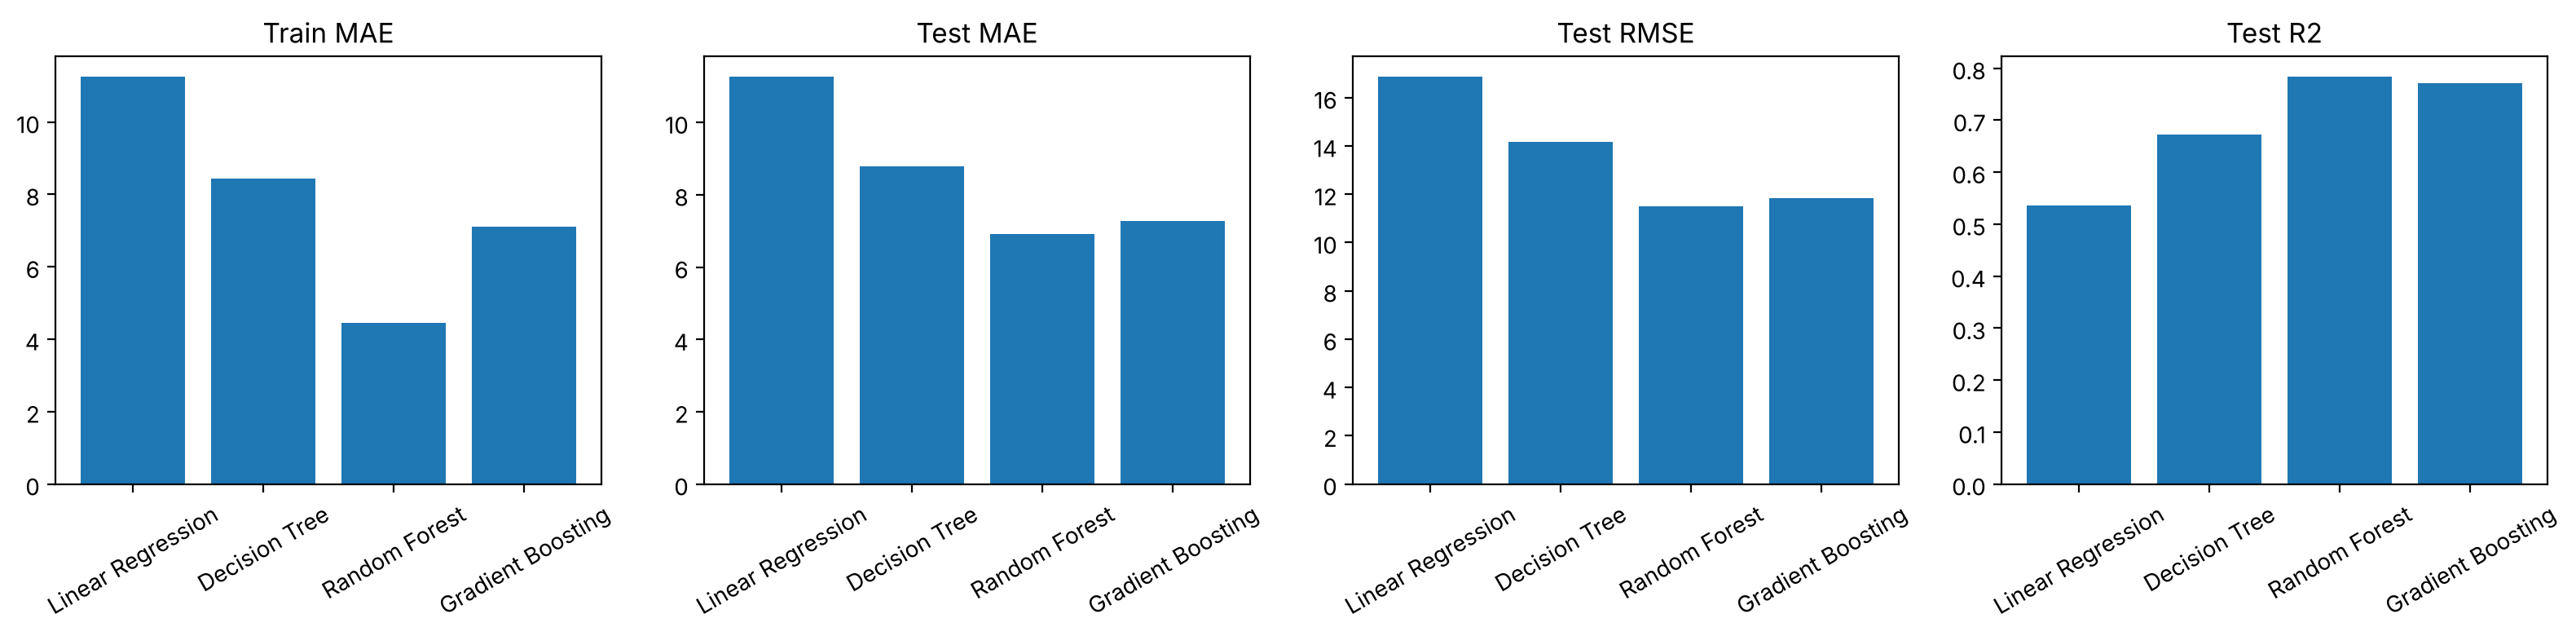 Train MAE
10
8
6
4
2
0
Linear Regression
Decision Tree
Random Forest
Gradient Boosting
Test MAE
10
8
6
4
2
0
Linear Regression
Decision Tree
Random Forest
Gradient Boosting
Test RMSE
16
14
12
10
8
6
4
2
0
Linear Regression
Decision Tree
Random Forest
Gradient Boosting
Test R2
0.8
0.7
0.6
0.5
0.4
0.3
0.2
0.1
0.0
Linear Regression
Decision Tree
Random Forest
Gradient Boosting